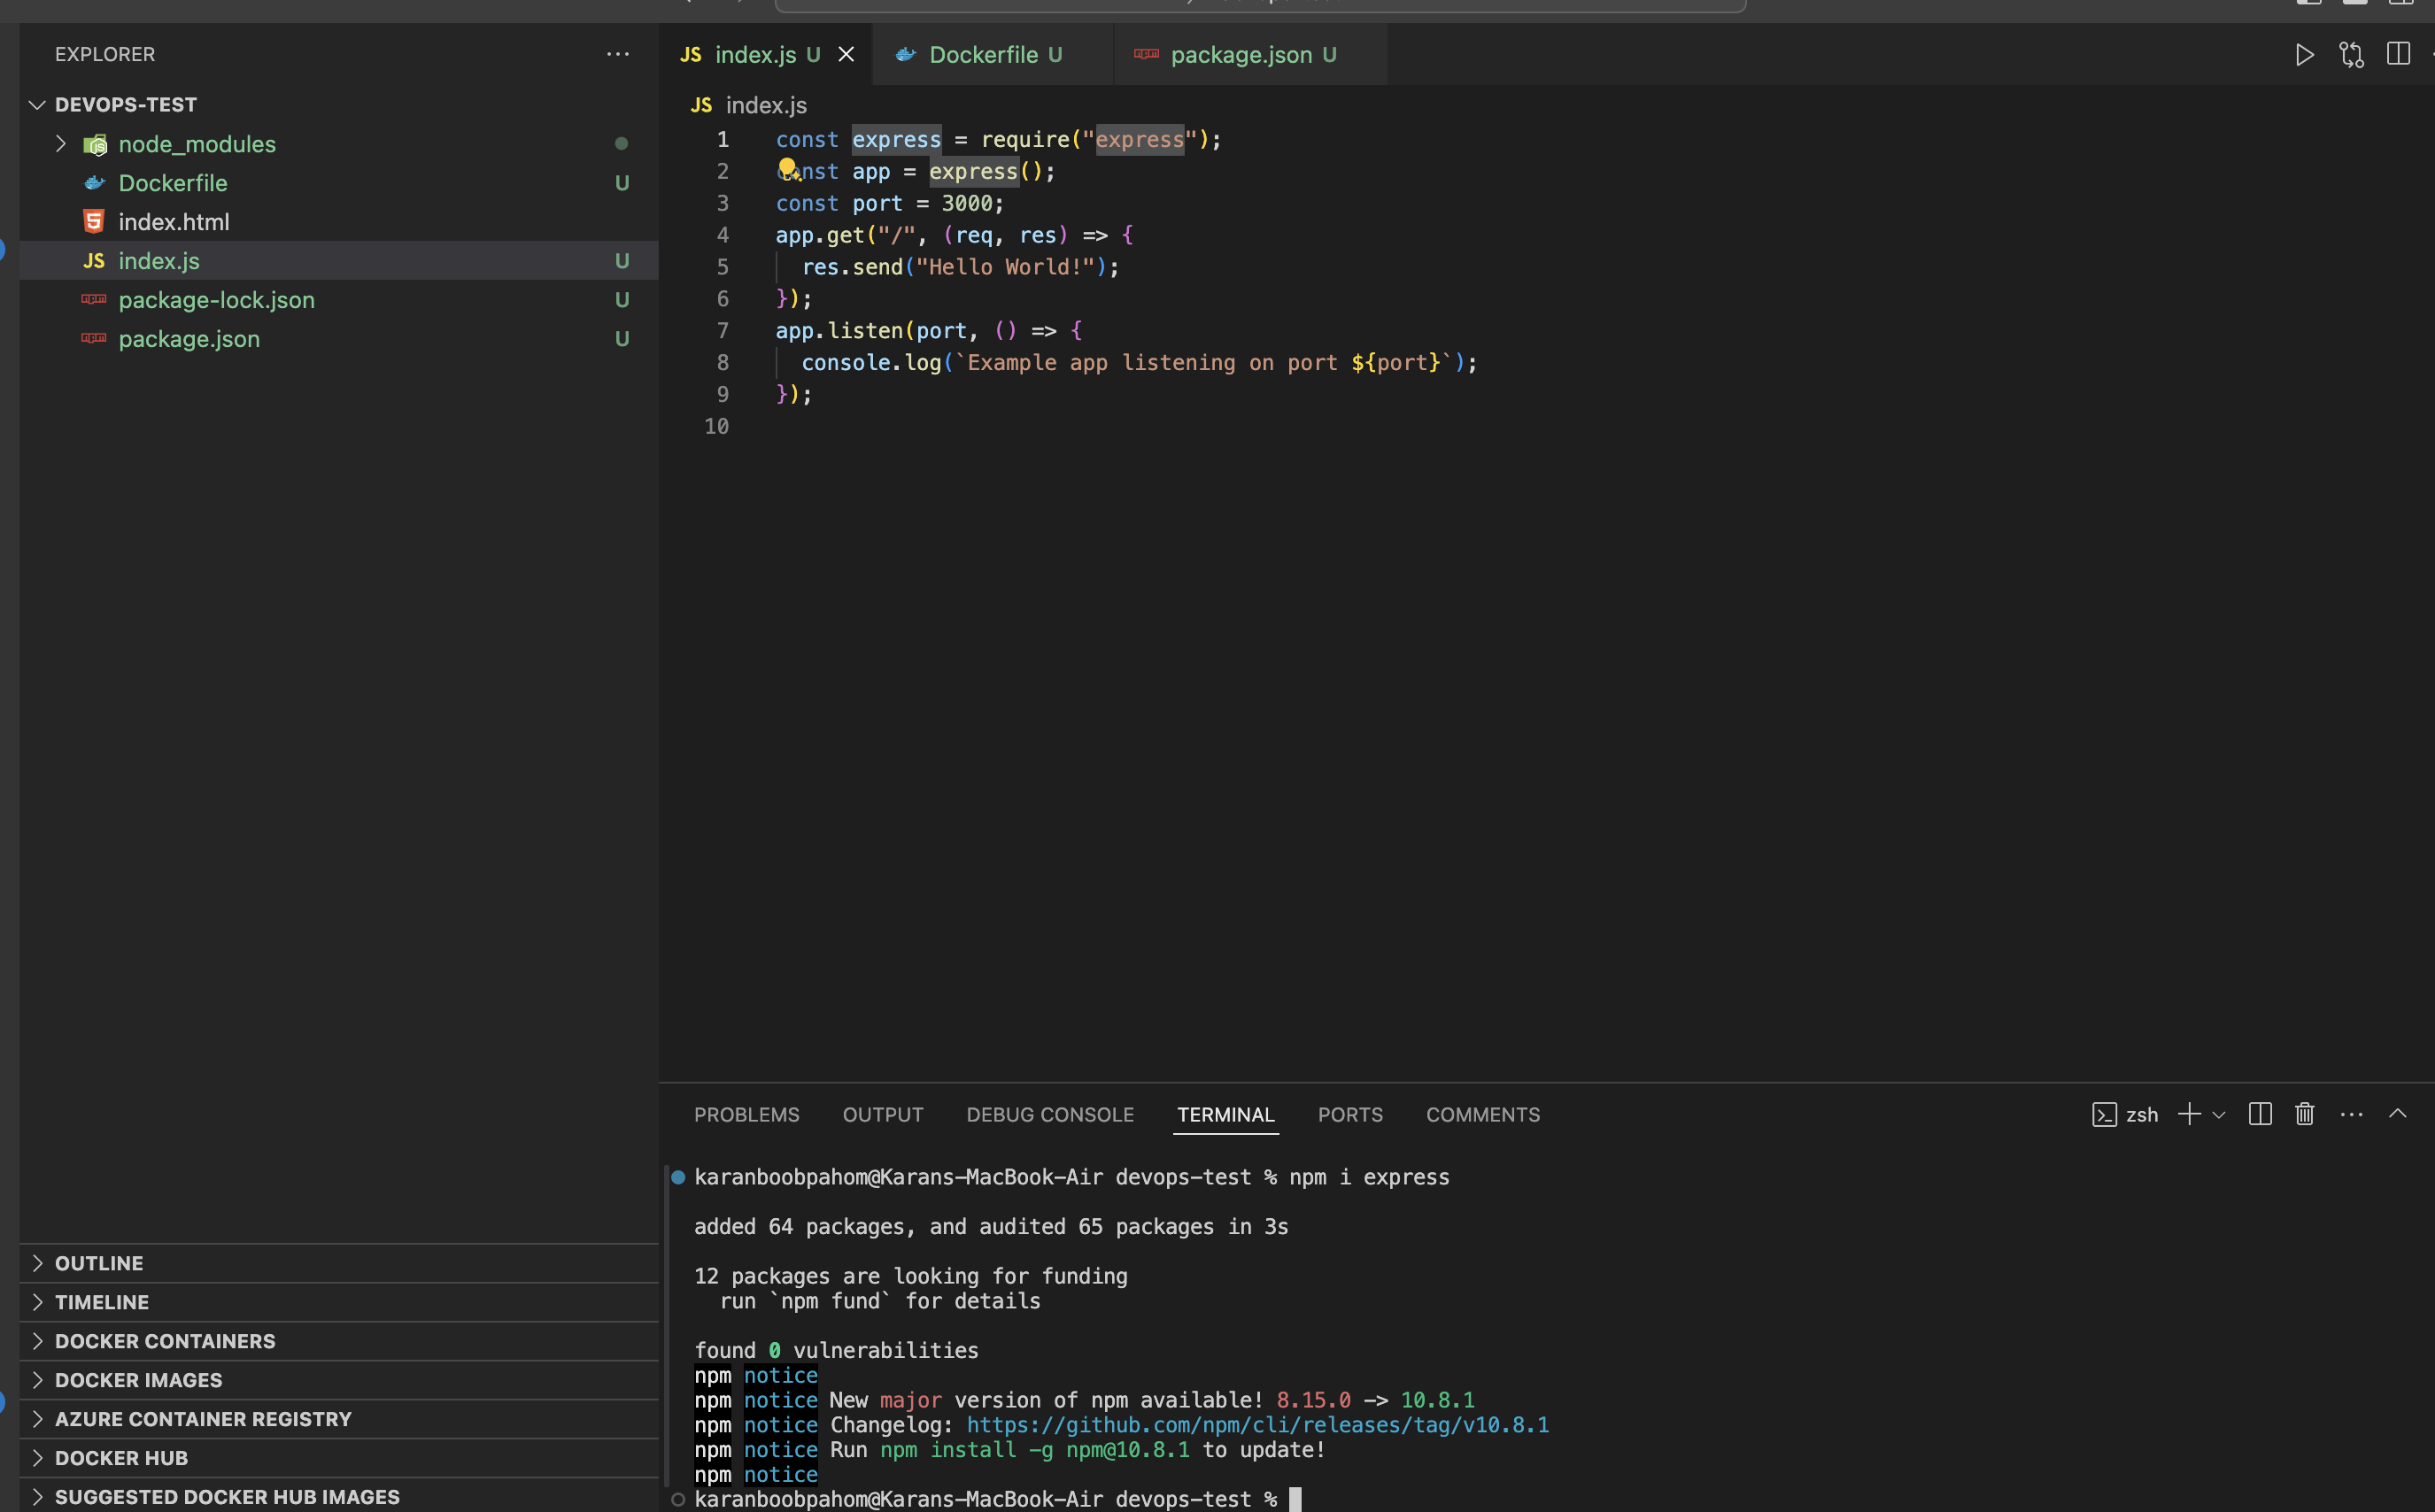 EXPLORER
DEVOPS-TEST
node_modules
Dockerfile U
index.html
JS index.js U
package-lock.json U
package.json U
OUTLINE
TIMELINE
DOCKER CONTAINERS
DOCKER IMAGES
AZURE CONTAINER REGISTRY
DOCKER HUB
SUGGESTED DOCKER HUB IMAGES
JS index.js U
Dockerfile U
package.json U
JS index.js
1 const express = require("express");
2 const app = express();
3 const port = 3000;
4 app.get("/", (req, res) => {
5 res.send("Hello World!");
6 });
7 app.listen(port, () => {
8 console.log(`Example app listening on port ${port}`);
9 });
10
PROBLEMS OUTPUT DEBUG CONSOLE TERMINAL PORTS COMMENTS
zsh
karanboobpahom@Karans-MacBook-Air devops-test % npm i express
added 64 packages, and audited 65 packages in 3s
12 packages are looking for funding
run `npm fund` for details
found 0 vulnerabilities
npm notice
npm notice New major version of npm available! 8.15.0 -> 10.8.1
npm notice Changelog: https://github.com/npm/cli/releases/tag/v10.8.1
npm notice Run npm install -g npm@10.8.1 to update!
npm notice
karanboobpahom@Karans-MacBook-Air devops-test %